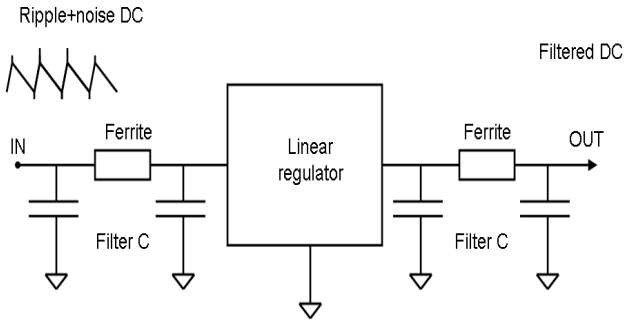 Ripple+noise DC
Filtered DC
IN
Ferrite
Linear
regulator
Ferrite
OUT
Filter C
Filter C